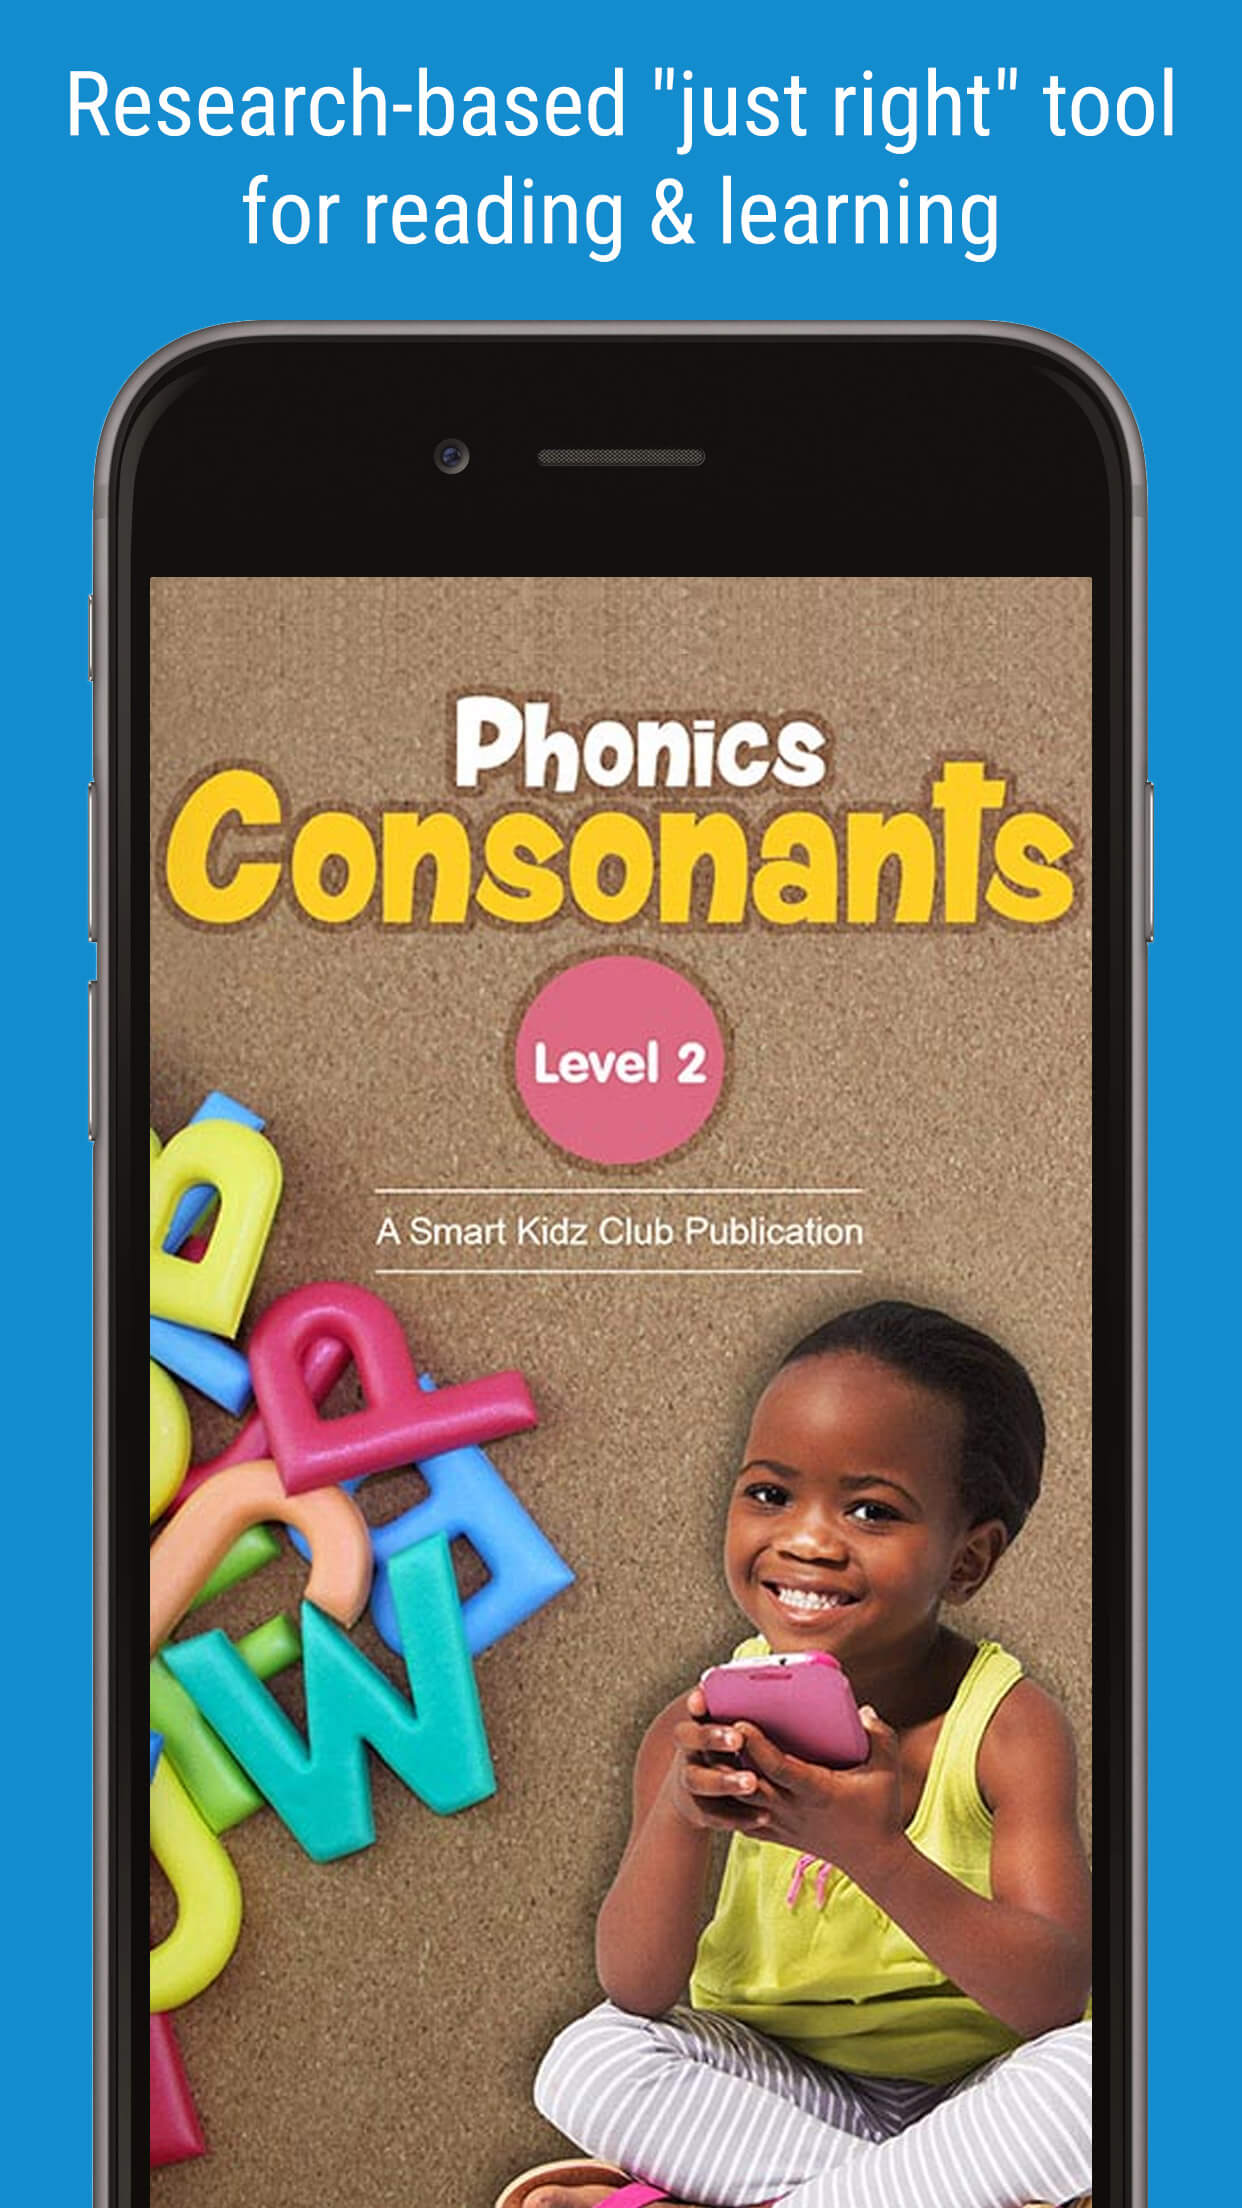 Research-based "just right" tool
for reading & learning
Phonics
Consonants
Level 2
A Smart Kidz Club Publication
P
W